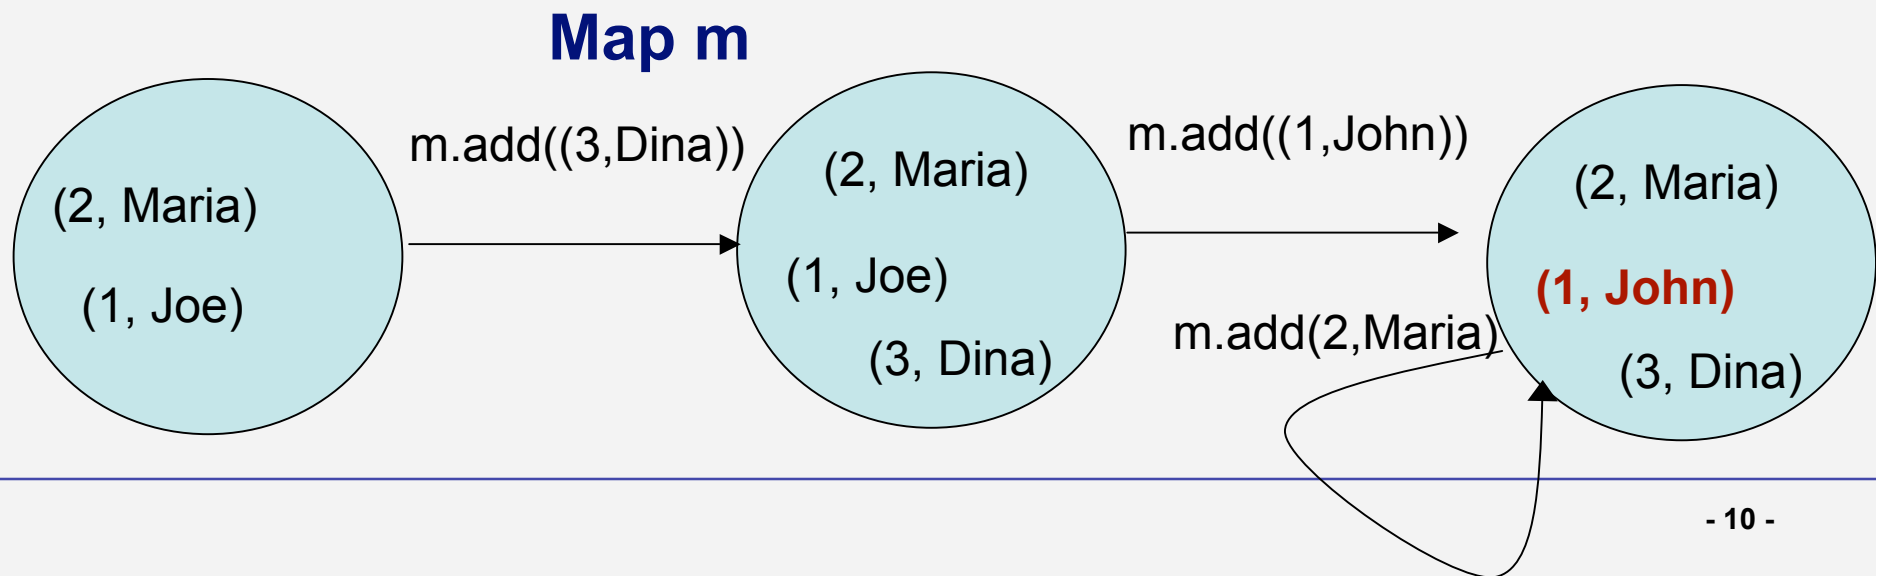 Map m
(2, Maria)
(1, Joe)
m.add((3,Dina))
(2, Maria)
(1, Joe)
(3, Dina)
m.add((1,John))
m.add(2,Maria)
(2, Maria)
(1, John)
(3, Dina)
- 10 -